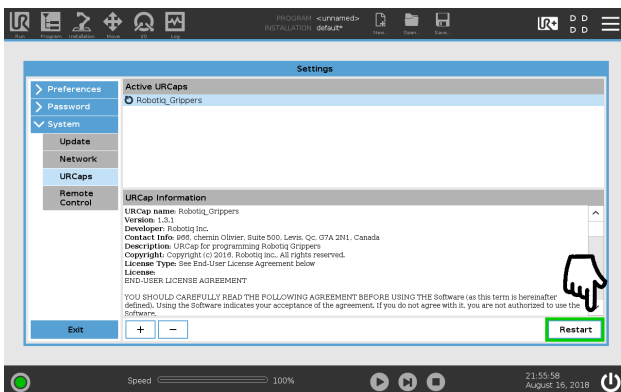 PROGRAM <unnamed>
INSTALLATION default*
UR
UR+
D D
D D
Run
Program
Installation
Move
I/O
Log
New...
Open...
Save...
Settings
Preferences
Password
System
Update
Network
URCaps
Remote
Control
Exit
Active URCaps
Robotiq_Grippers
URCap Information
URCap name: Robotiq_Grippers
Version: 1.3.1
Developer: Robotiq Inc.
Contact Info: 966, chemin Olivier, Suite 500, Levis, Qc, G7A 2N1, Canada
Description: URCap for programming Robotiq Grippers
Copyright: Copyright (c) 2016, Robotiq inc., All rights reserved.
License Type: See End-User License Agreement below
License:
END-USER LICENSE AGREEMENT
YOU SHOULD CAREFULLY READ THE FOLLOWING AGREEMENT BEFORE USING THE Software (as this term is hereinafter
defined). Using the Software indicates your acceptance of the agreement. If you do not agree with it, you are not authorized to use the
Software.
+
−
Restart
Speed
100%
21:55:58
August 16, 2018